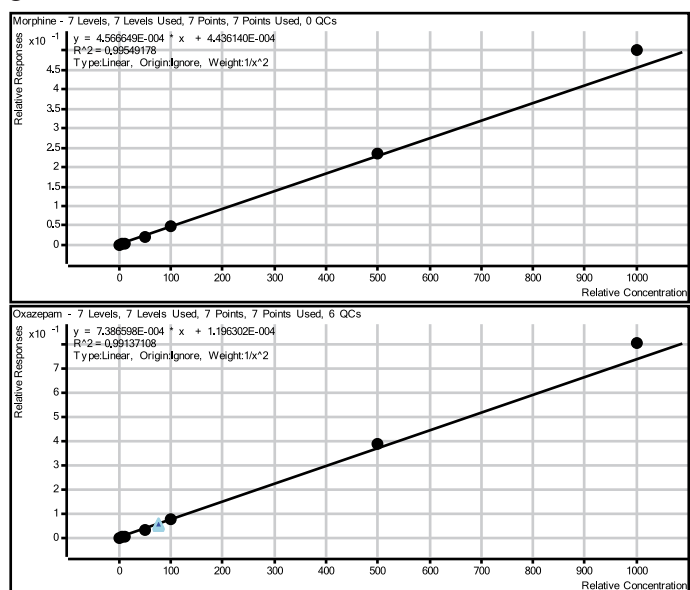 Morphine - 7 Levels, 7 Levels Used, 7 Points, 7 Points Used, 0 QCs
x10 -1
y = 4.566649E-004 * x + 4.436140E-004
R^2 = 0.99549178
Type:Linear, Origin:Ignore, Weight:1/x^2
Relative Responses
4.5
4
3.5
3
2.5
2
1.5
1
0.5
0
0 100 200 300 400 500 600 700 800 900 1000
Relative Concentration
Oxazepam - 7 Levels, 7 Levels Used, 7 Points, 7 Points Used, 6 QCs
x10 -1
y = 7.386598E-004 * x + 1.196302E-004
R^2 = 0.99137108
Type:Linear, Origin:Ignore, Weight:1/x^2
Relative Responses
7
6
5
4
3
2
1
0
0 100 200 300 400 500 600 700 800 900 1000
Relative Concentration